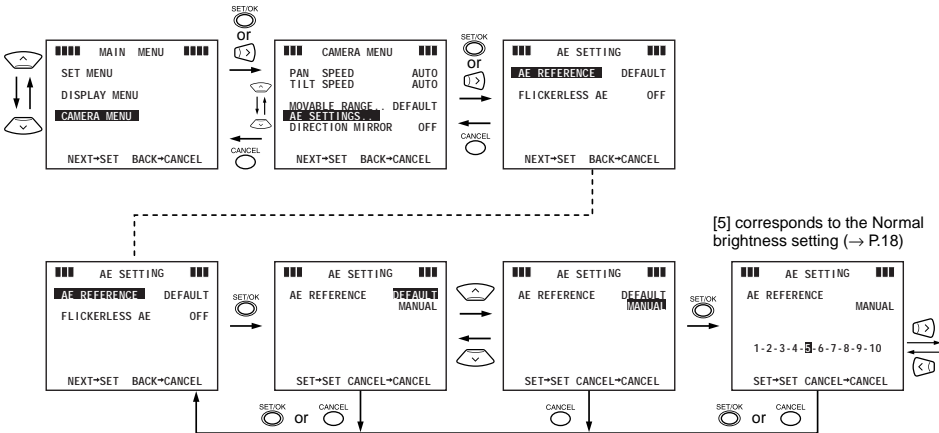 SET/OK
or
MAIN MENU
SET MENU
DISPLAY MENU
CAMERA MENU
NEXT→SET BACK→CANCEL
CANCEL
CAMERA MENU
PAN SPEED AUTO
TILT SPEED AUTO
MOVABLE RANGE.. DEFAULT
AE SETTINGS..
DIRECTION MIRROR OFF
NEXT→SET BACK→CANCEL
SET/OK
or
CANCEL
AE SETTING
AE REFERENCE DEFAULT
FLICKERLESS AE OFF
NEXT→SET BACK→CANCEL
[5] corresponds to the Normal
brightness setting (→ P.18)
AE SETTING
AE REFERENCE DEFAULT
FLICKERLESS AE OFF
NEXT→SET BACK→CANCEL
SET/OK
AE SETTING
AE REFERENCE DEFAULT
MANUAL
SET→SET CANCEL→CANCEL
AE SETTING
AE REFERENCE DEFAULT
MANUAL
SET→SET CANCEL→CANCEL
SET/OK
AE SETTING
AE REFERENCE
MANUAL
1-2-3-4-5-6-7-8-9-10
SET→SET CANCEL→CANCEL
SET/OK or CANCEL
CANCEL
SET/OK or CANCEL